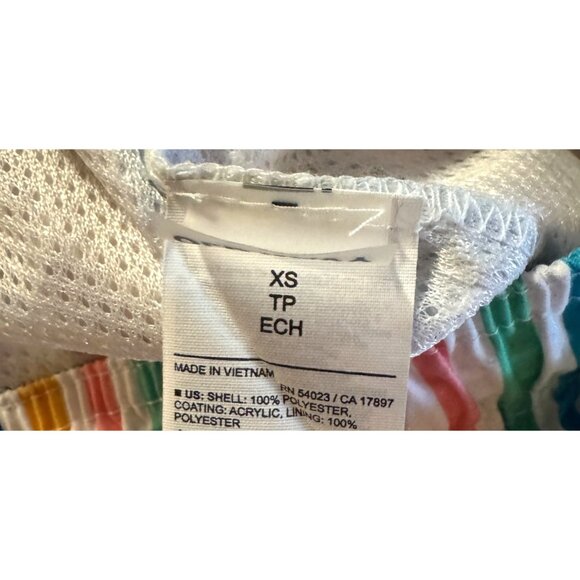 XS
TP
ECH
MADE IN VIETNAM
RN 54023 / CA 17897
■ US: SHELL: 100% POLYESTER,
COATING: ACRYLIC, LINING: 100%
POLYESTER